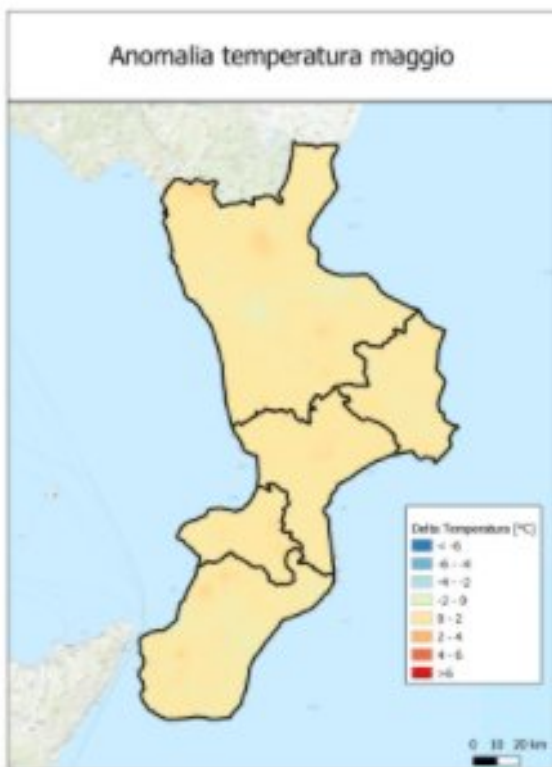 Anomalia temperatura maggio
Delta Temperatura [°C]
< -6
-6 - -4
-4 - -2
-2 - 0
0 - 2
2 - 4
4 - 6
>6
0 10 20 km